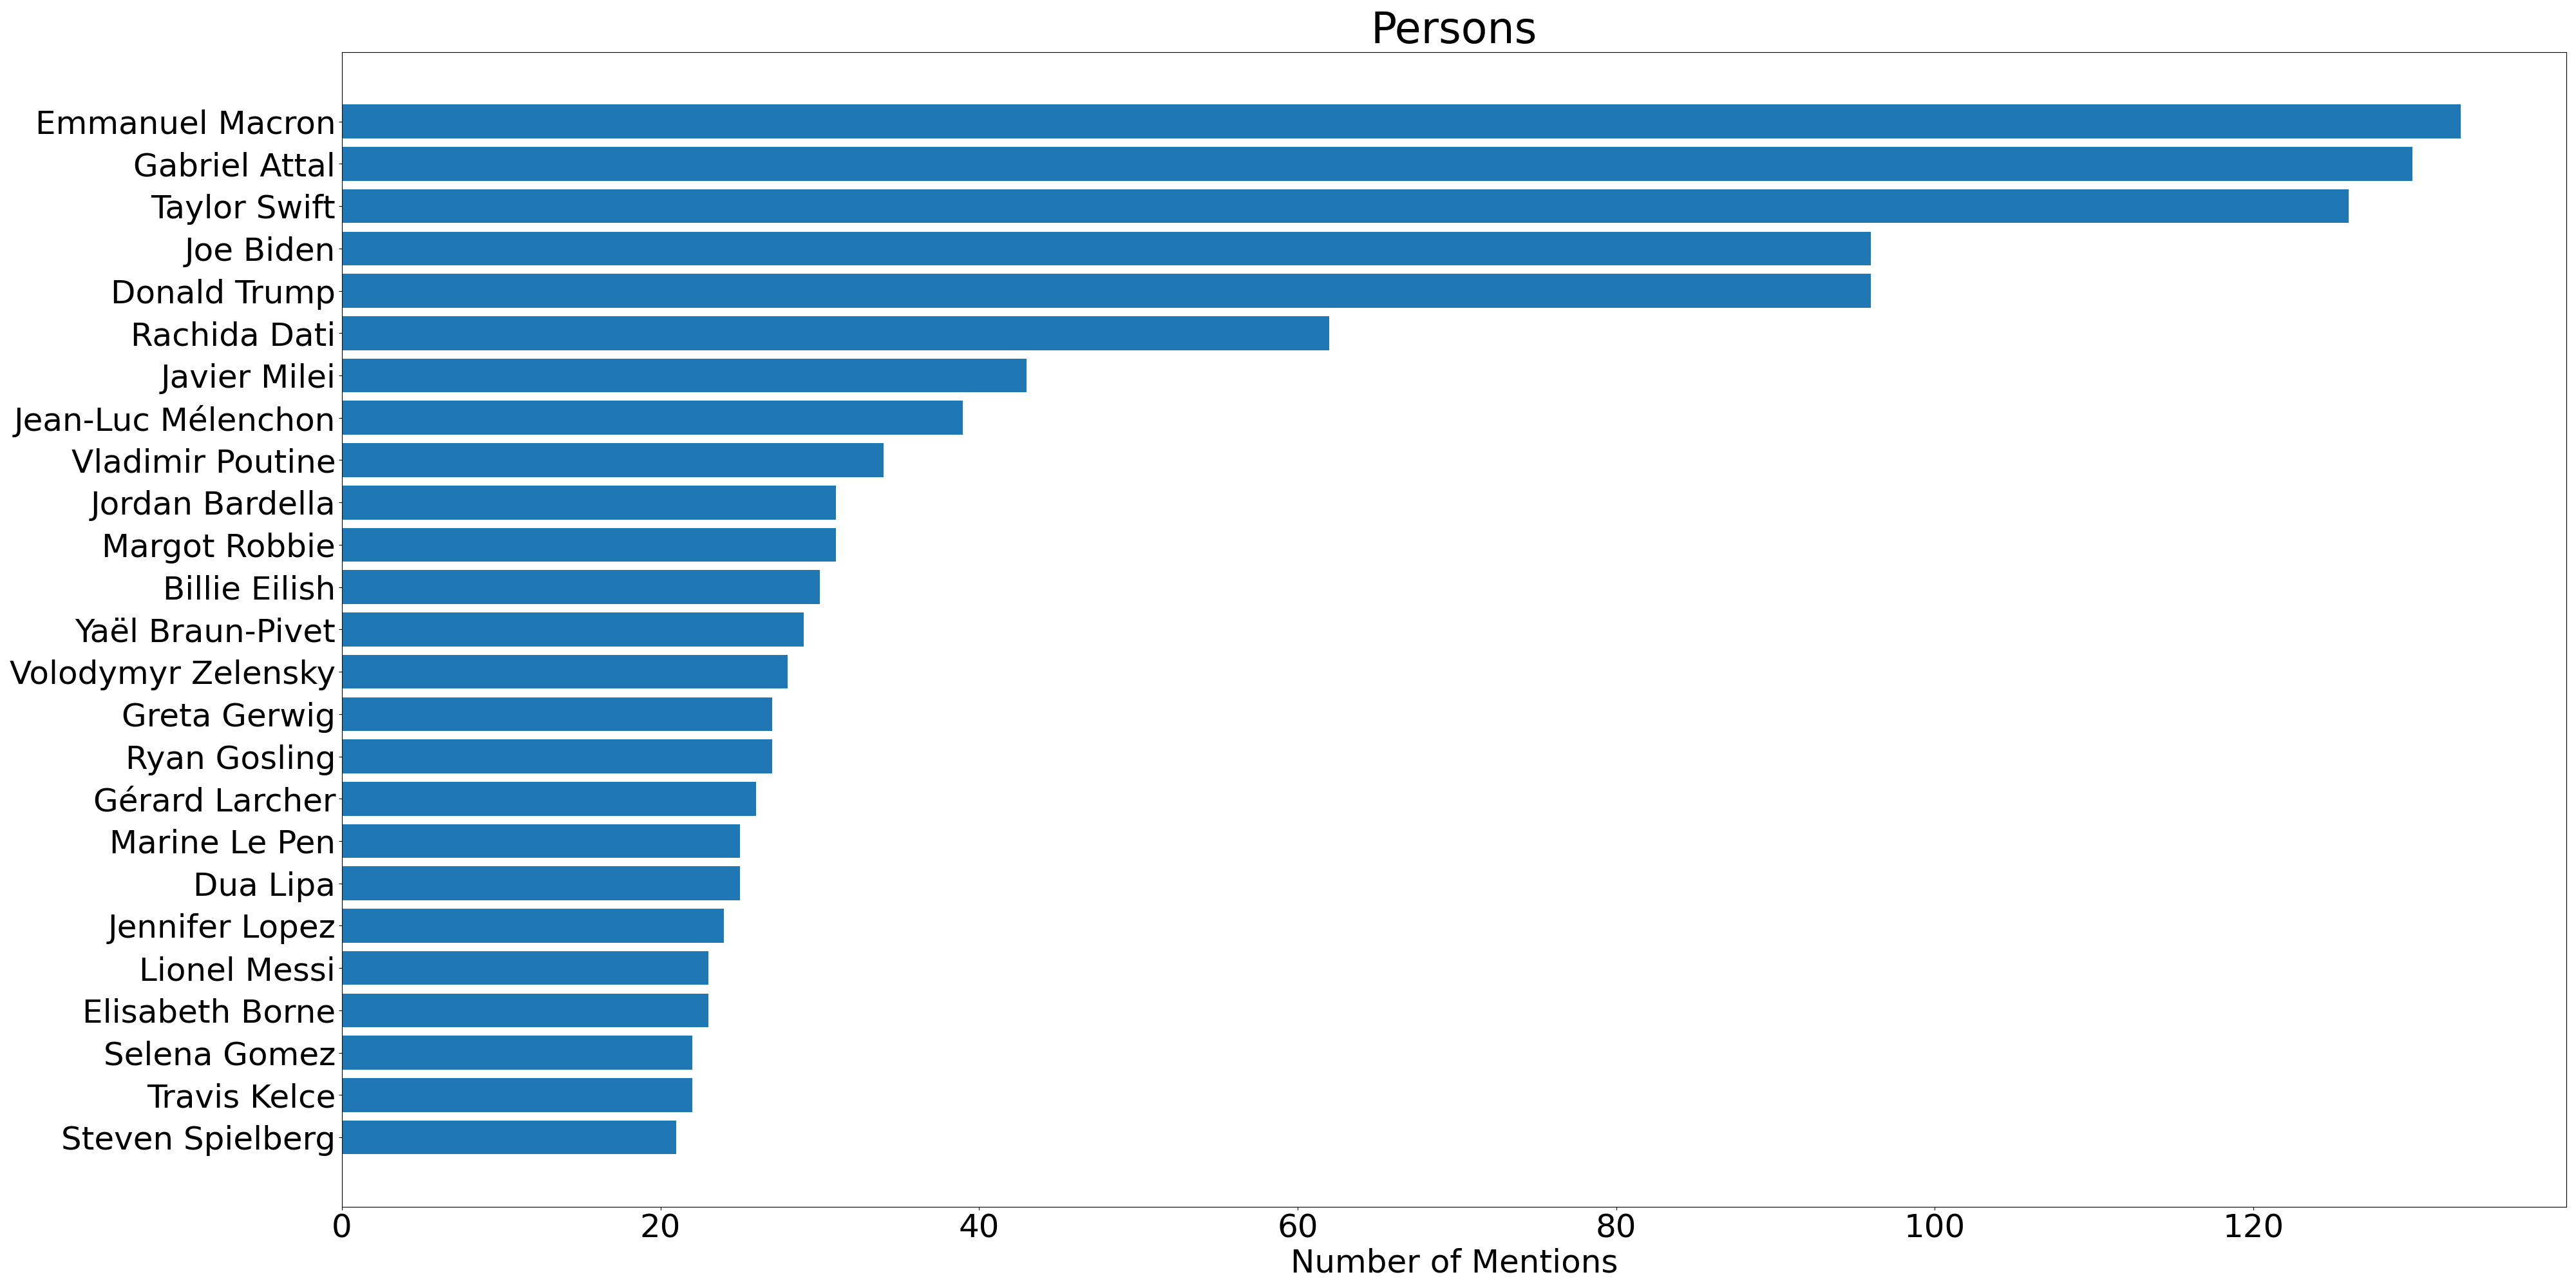 Persons
Emmanuel Macron
Gabriel Attal
Taylor Swift
Joe Biden
Donald Trump
Rachida Dati
Javier Milei
Jean-Luc Mélenchon
Vladimir Poutine
Jordan Bardella
Margot Robbie
Billie Eilish
Yaël Braun-Pivet
Volodymyr Zelensky
Greta Gerwig
Ryan Gosling
Gérard Larcher
Marine Le Pen
Dua Lipa
Jennifer Lopez
Lionel Messi
Elisabeth Borne
Selena Gomez
Travis Kelce
Steven Spielberg
0 20 40 60 80 100 120
Number of Mentions